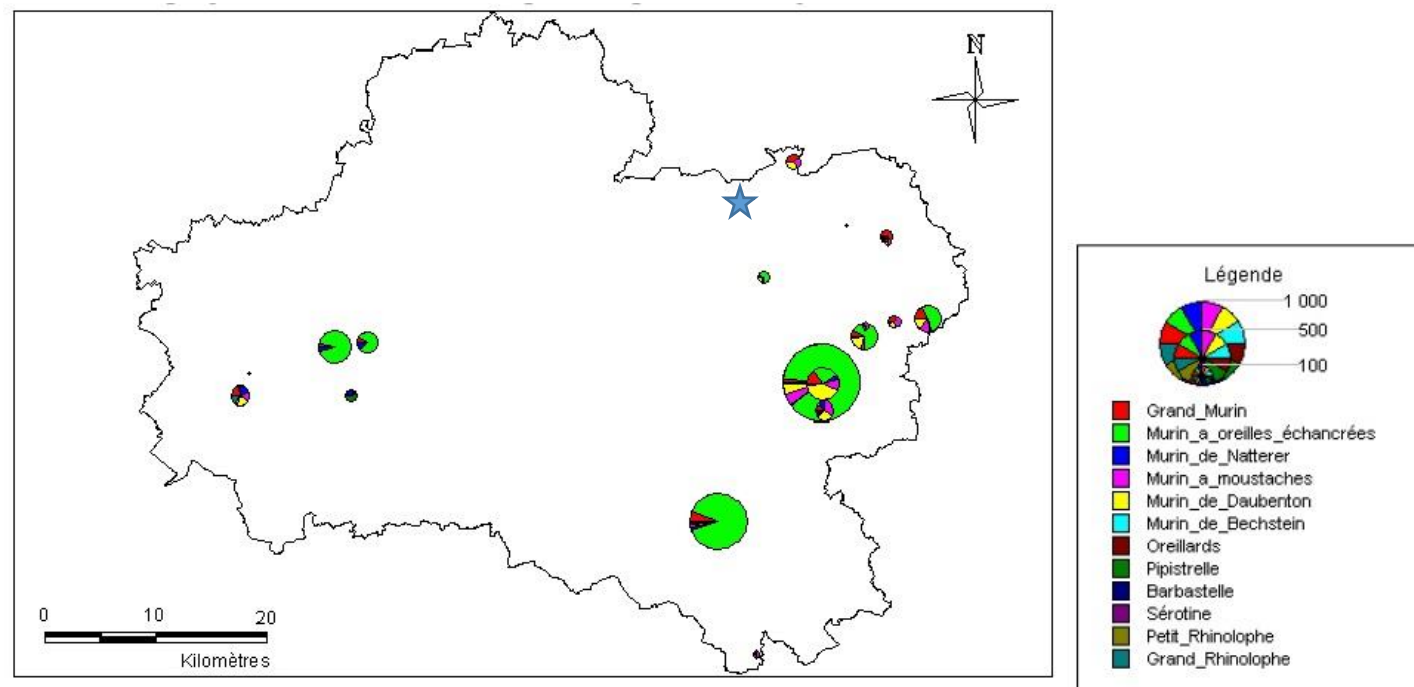 N
0 10 20
Kilomètres
Légende
1 000
500
100
Grand_Murin
Murin_a_oreilles_échancrées
Murin_de_Natterer
Murin_a_moustaches
Murin_de_Daubenton
Murin_de_Bechstein
Oreillards
Pipistrelle
Barbastelle
Sérotine
Petit_Rhinolophe
Grand_Rhinolophe